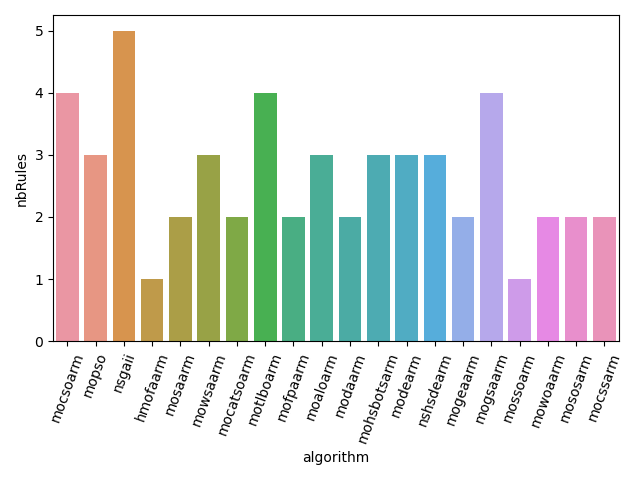 5
4
3
2
1
0
nbRules
mocsoarm
mopso
nsgaii
hmofaarm
mosaarm
mowsaarm
mocatsoarm
motlboarm
mofpaarm
moaloarm
modaarm
mohsbotsarm
modearm
nshsdearm
mogeaarm
mogsaarm
mossoarm
mowoaarm
mososarm
mocssarm
algorithm